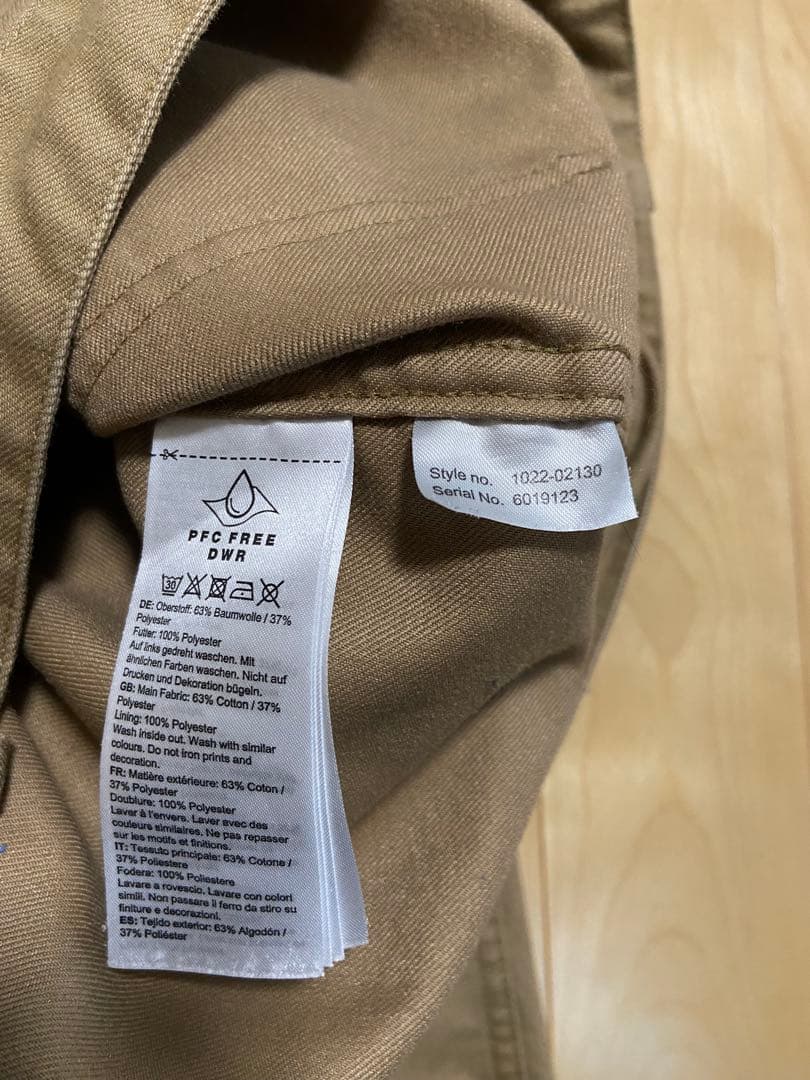 PFC FREE
DWR
30
DE: Oberstoff: 63% Baumwolle / 37%
Polyester
Futter: 100% Polyester
Auf links gedreht waschen. Mit
ähnlichen Farben waschen. Nicht auf
Drucken und Dekoration bügeln.
GB: Main Fabric: 63% Cotton / 37%
Polyester
Lining: 100% Polyester
Wash inside out. Wash with similar
colours. Do not iron prints and
decoration.
FR: Matière extérieure: 63% Coton /
37% Polyester
Doublure: 100% Polyester
Laver à l'envers. Laver avec des
couleurs similaires. Ne pas repasser
sur les motifs et finitions.
IT: Tessuto principale: 63% Cotone /
37% Poliestere
Fodera: 100% Poliestere
Lavare a rovescio. Lavare con colori
simili. Non passare il ferro da stiro su
finiture e decorazioni.
ES: Tejido exterior: 63% Algodón /
37% Poliéster
Style no. 1022-02130
Serial No. 6019123